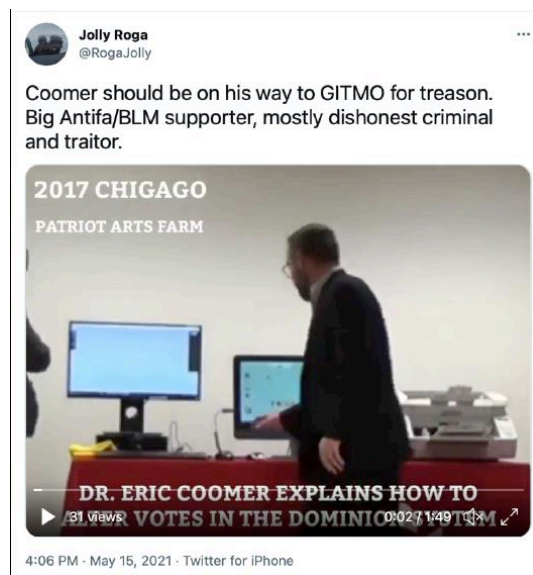 Jolly Roga
@RogaJolly
Coomer should be on his way to GITMO for treason.
Big Antifa/BLM supporter, mostly dishonest criminal
and traitor.
2017 CHIGAGO
PATRIOT ARTS FARM
DR. ERIC COOMER EXPLAINS HOW TO
VOTES IN THE
31 views
0:02 / 1:49
4:06 PM · May 15, 2021 · Twitter for iPhone